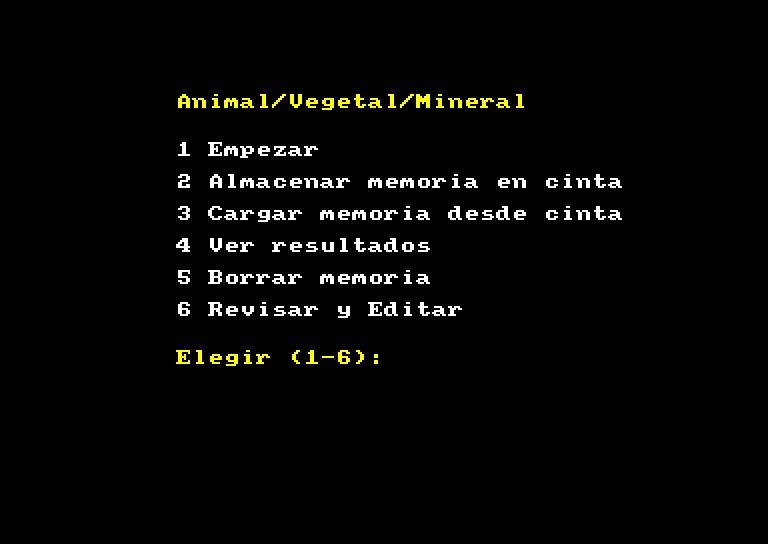 Animal/Vegetal/Mineral
1 Empezar
2 Almacenar memoria en cinta
3 Cargar memoria desde cinta
4 Ver resultados
5 Borrar memoria
6 Revisar y Editar
Elegir (1-6):